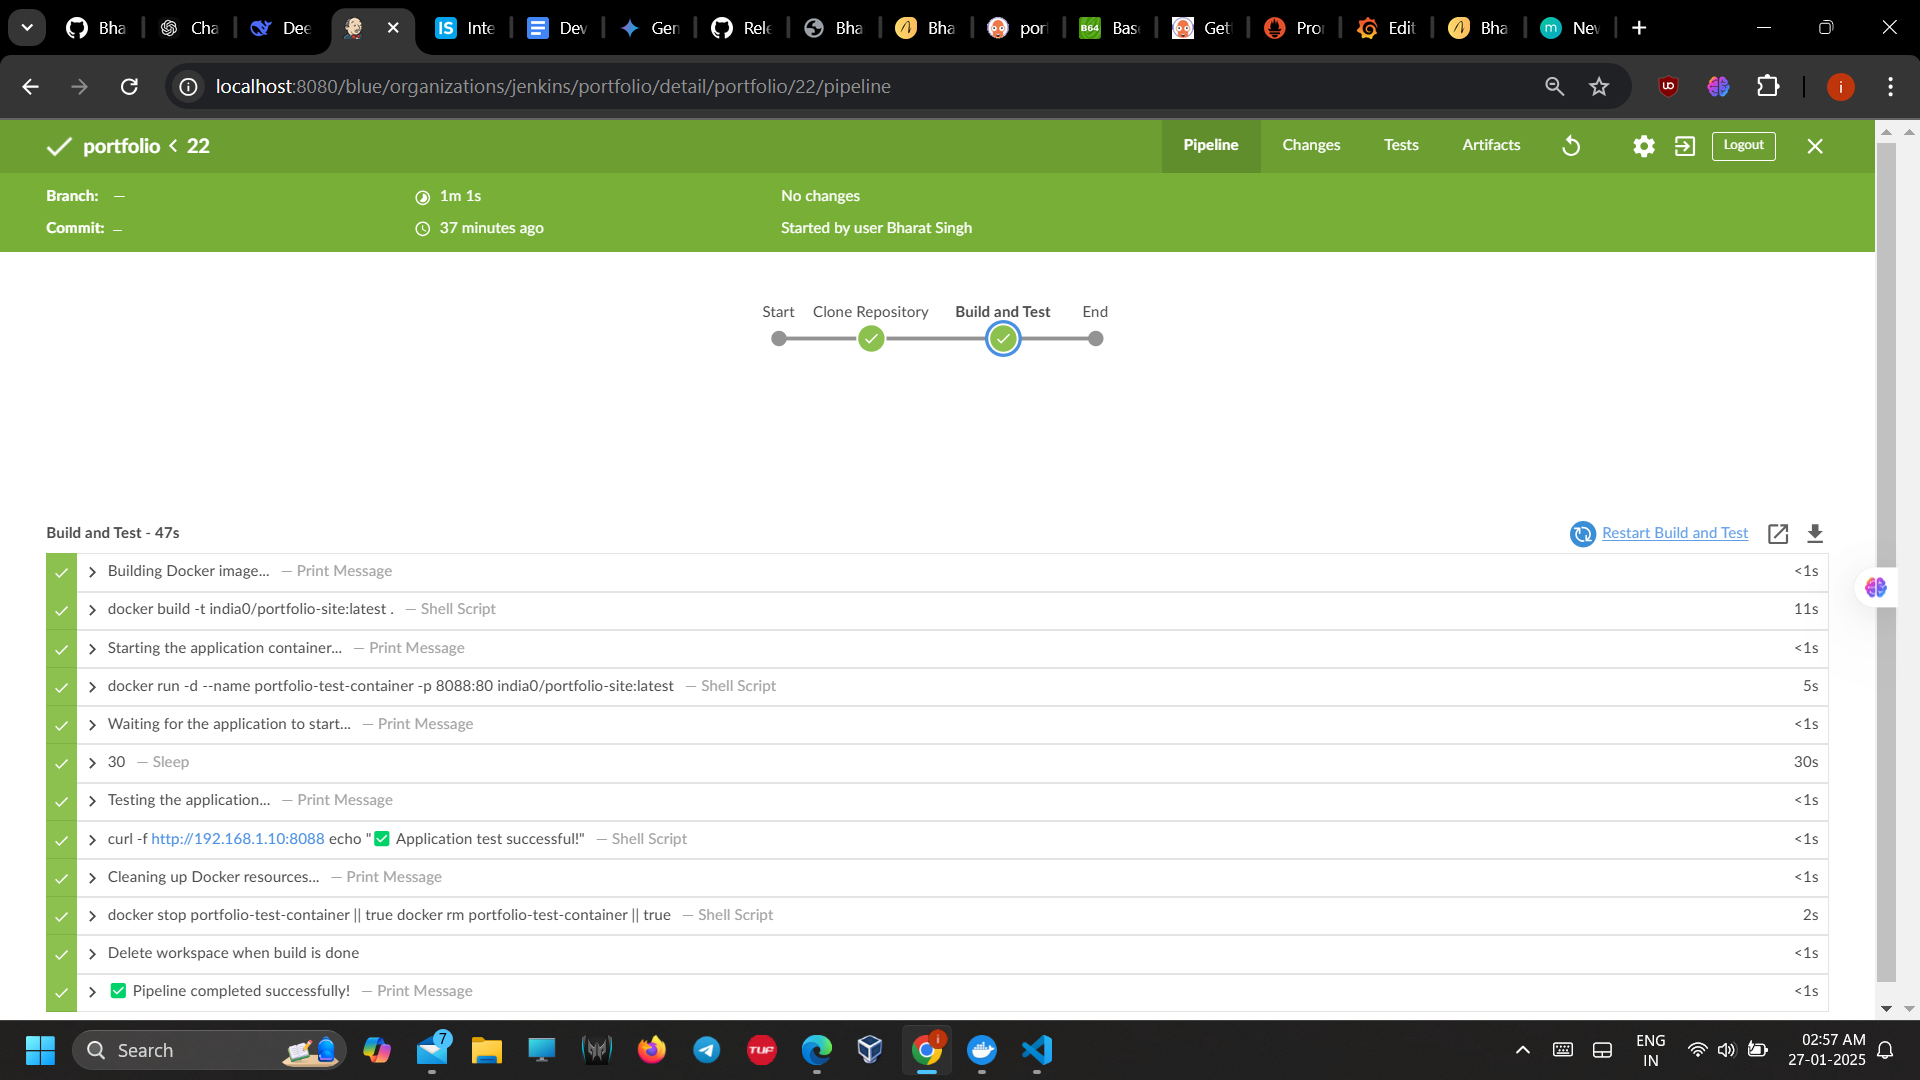 Bha
Cha
Dee
IS Inte
Dev
Gen
Rele
Bha
Bha
port
B64 Bas
Get
Pro
Edit
Bha
m Nev
localhost:8080/blue/organizations/jenkins/portfolio/detail/portfolio/22/pipeline
i
portfolio < 22
Pipeline
Changes
Tests
Artifacts
Logout
Branch: —
1m 1s
No changes
Commit: –
37 minutes ago
Started by user Bharat Singh
Start
Clone Repository
Build and Test
End
Build and Test - 47s
Restart Build and Test
Building Docker image... — Print Message <1s
docker build -t india0/portfolio-site:latest . — Shell Script 11s
Starting the application container... — Print Message <1s
docker run -d --name portfolio-test-container -p 8088:80 india0/portfolio-site:latest — Shell Script 5s
Waiting for the application to start... — Print Message <1s
30 — Sleep 30s
Testing the application... — Print Message <1s
curl -f http://192.168.1.10:8088 echo "✅ Application test successful!" — Shell Script <1s
Cleaning up Docker resources... — Print Message <1s
docker stop portfolio-test-container || true docker rm portfolio-test-container || true — Shell Script 2s
Delete workspace when build is done <1s
✅ Pipeline completed successfully! — Print Message <1s
Search
7
TUF
i
ENG
IN
02:57 AM
27-01-2025